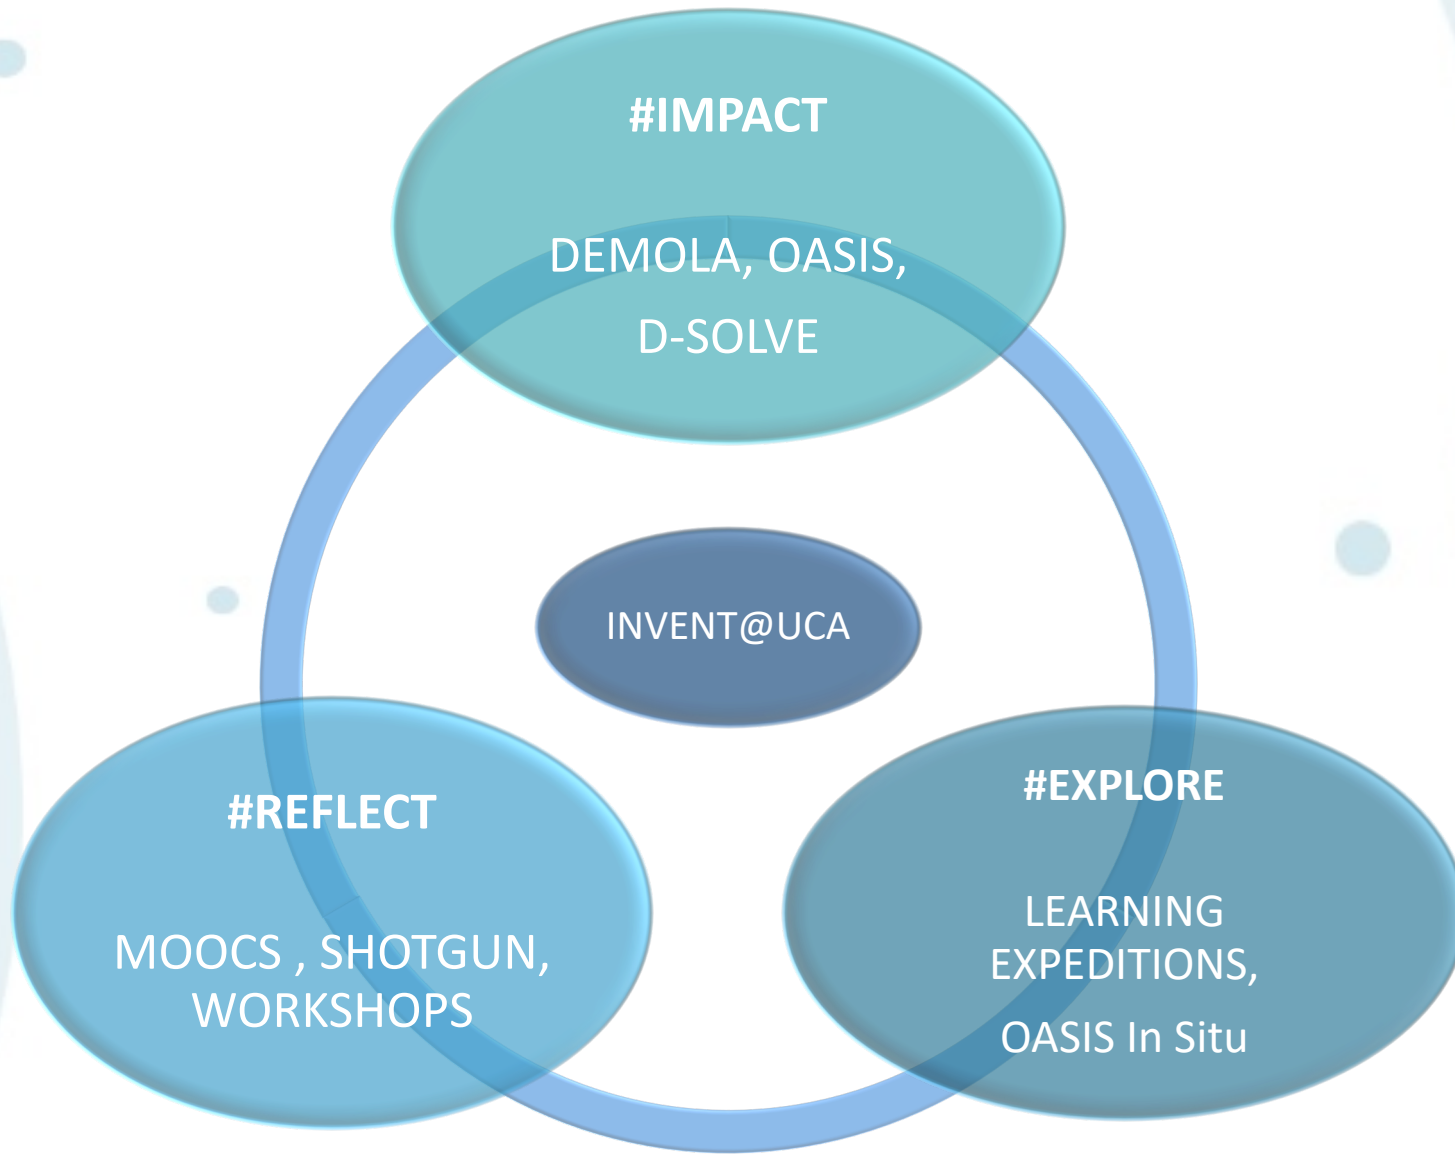 #IMPACT
DEMOLA, OASIS,
D-SOLVE
INVENT@UCA
#REFLECT
MOOCS , SHOTGUN,
WORKSHOPS
#EXPLORE
LEARNING
EXPEDITIONS,
OASIS In Situ